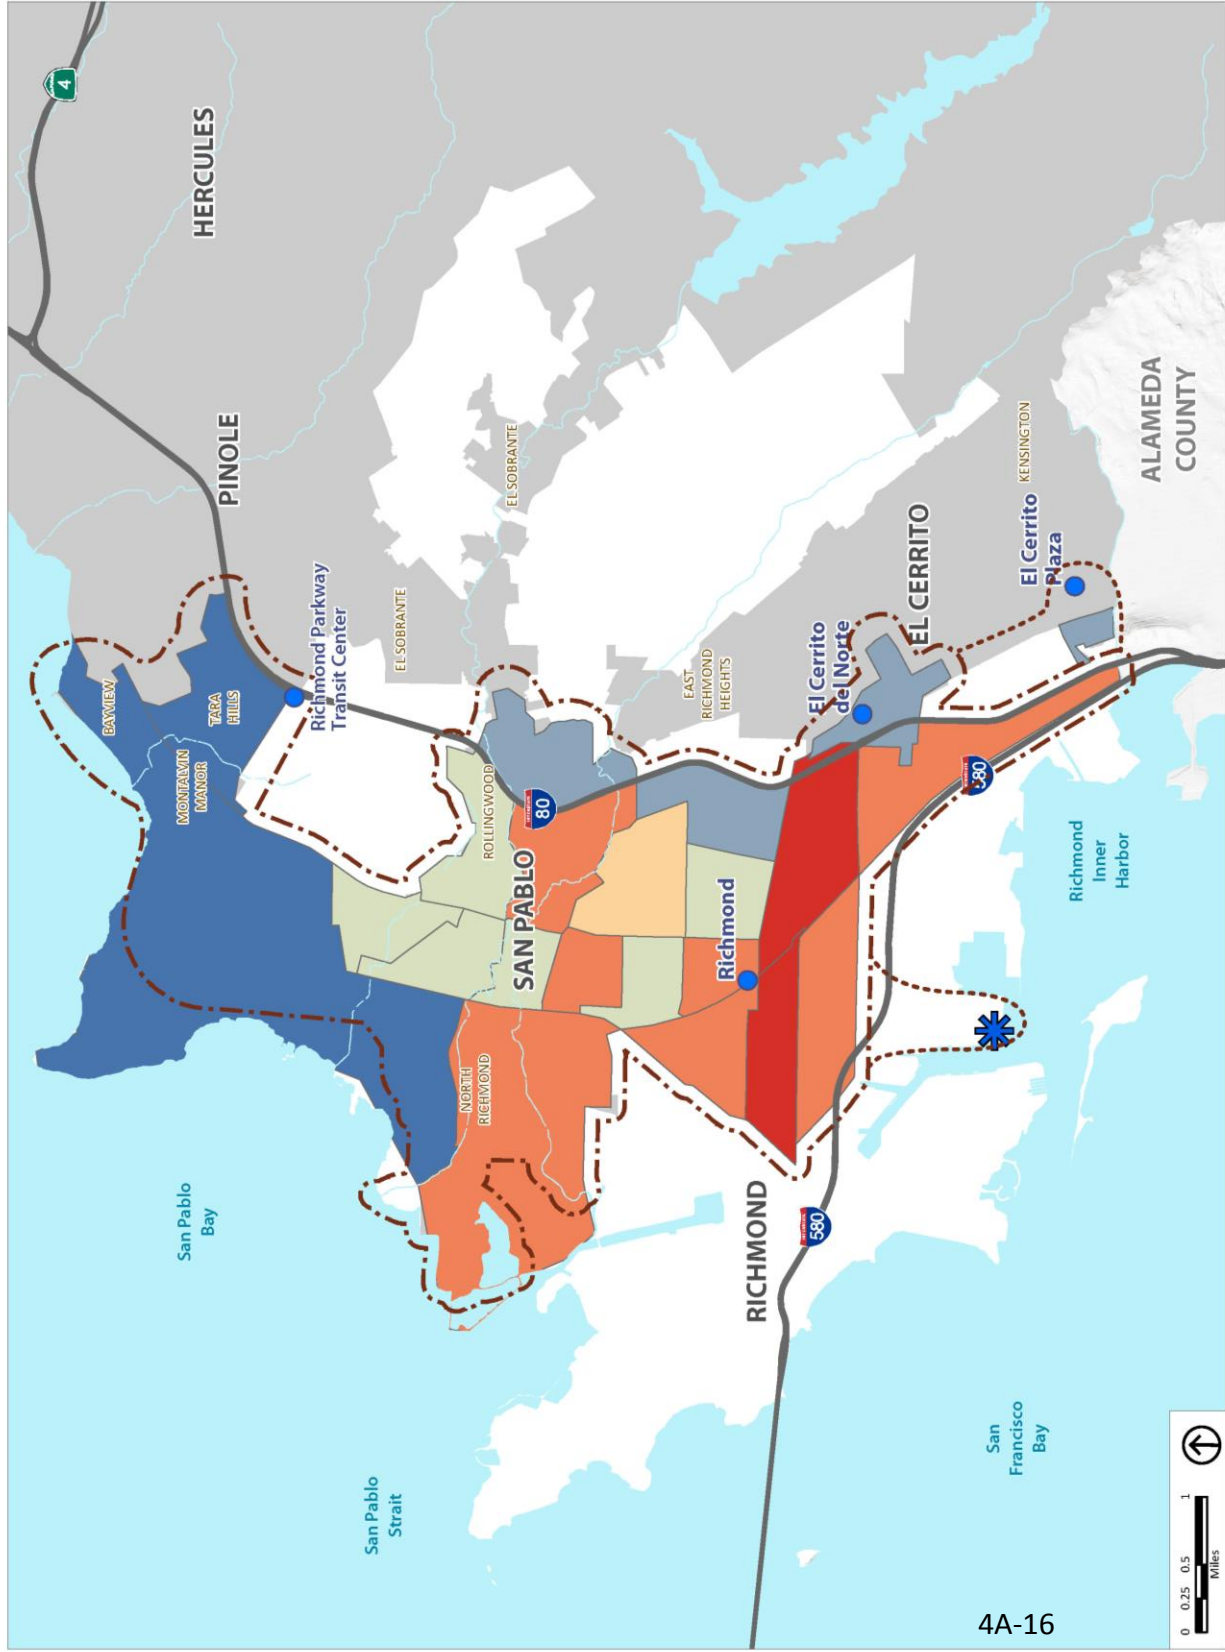 4
HERCULES
PINOLE
BAYVIEW
TARA
HILLS
MONTALVIN
MANOR
Richmond Parkway
Transit Center
EL SOBRANTE
EL SOBRANTE
ROLLINGWOOD
80
SAN PABLO
EAST
RICHMOND
HEIGHTS
El Cerrito
del Norte
EL CERRITO
KENSINGTON
El Cerrito
Plaza
ALAMEDA
COUNTY
NORTH
RICHMOND
Richmond
580
Richmond
Inner
Harbor
San Pablo
Bay
RICHMOND
580
San Pablo
Strait
San
Francisco
Bay
0 0.25 0.5 1
Miles
4A-16